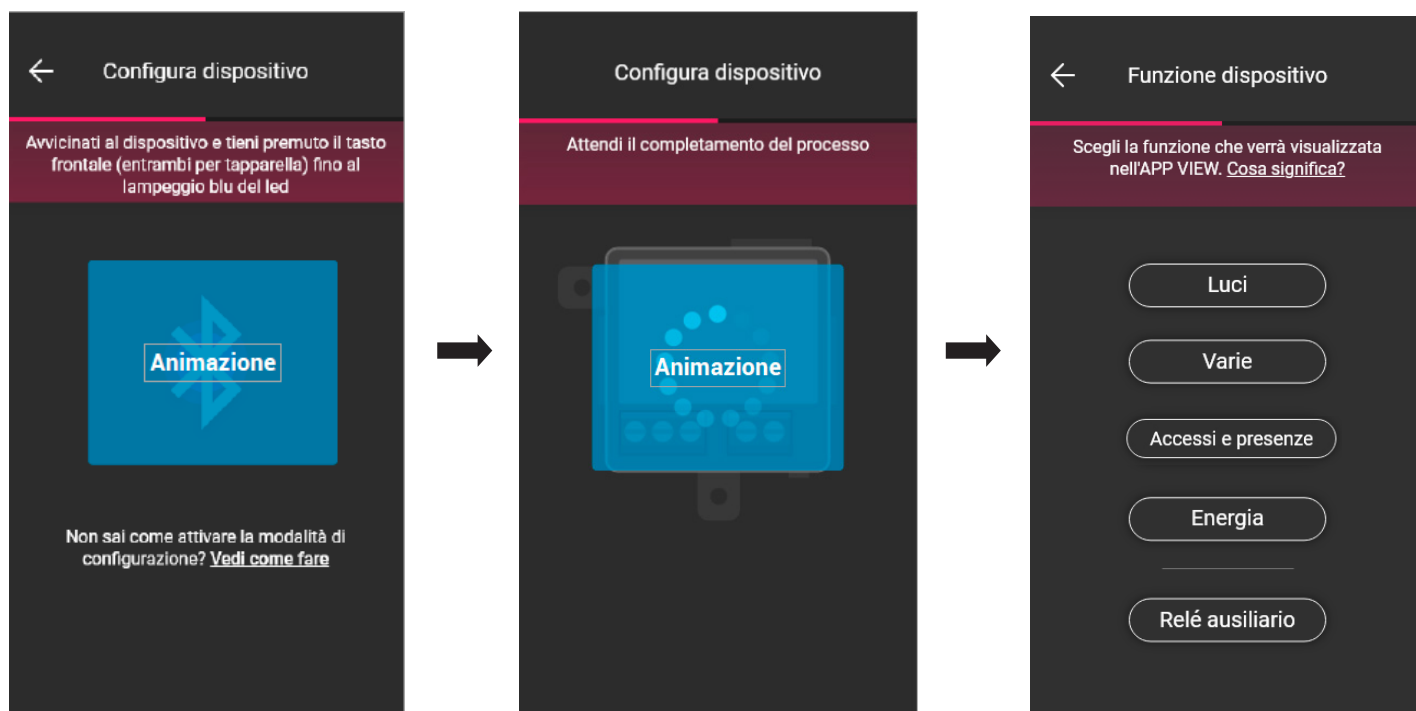 Configura dispositivo
Avvicinati al dispositivo e tieni premuto il tasto
frontale (entrambi per tapparella) fino al
lampeggio blu del led
Animazione
Non sai come attivare la modalità di
configurazione? Vedi come fare
Configura dispositivo
Attendi il completamento del processo
Animazione
Funzione dispositivo
Scegli la funzione che verrà visualizzata
nell'APP VIEW. Cosa significa?
Luci
Varie
Accessi e presenze
Energia
Relé ausiliario